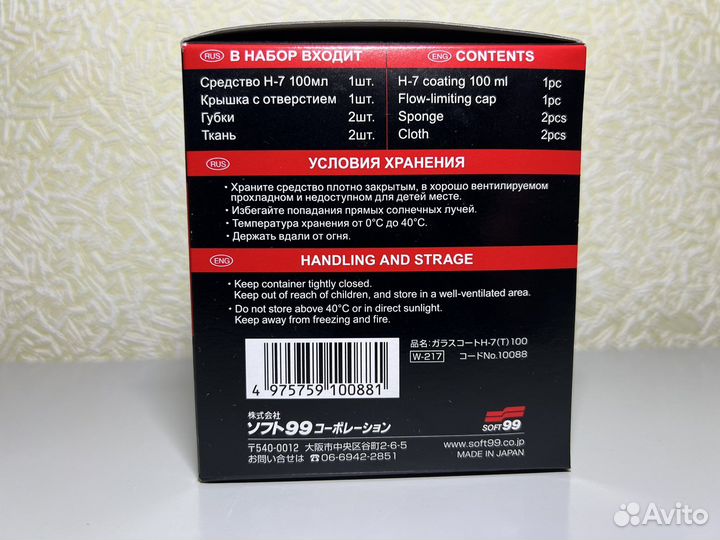 RUS В НАБОР ВХОДИТ
Средство H-7 100мл 1шт.
Крышка с отверстием 1шт.
Губки 2шт.
Ткань 2шт.
ENG CONTENTS
H-7 coating 100 ml 1pc
Flow-limiting cap 1pc
Sponge 2pcs
Cloth 2pcs
RUS УСЛОВИЯ ХРАНЕНИЯ
• Храните средство плотно закрытым, в хорошо вентилируемом
прохладном и недоступном для детей месте.
• Избегайте попадания прямых солнечных лучей.
• Температура хранения от 0°C до 40°C.
• Держать вдали от огня.
ENG HANDLING AND STRAGE
• Keep container tightly closed.
Keep out of reach of children, and store in a well-ventilated area.
• Do not store above 40°C or in direct sunlight.
Keep away from freezing and fire.
4 975759 100881
品名:ガラスコートH-7(T)100
W-217 コードNo.10088
株式会社
ソフト99コーポレーション
〒540-0012 大阪市中央区谷町2-6-5
お問い合せは ☎06-6942-2851
SOFT99
www.soft99.co.jp
MADE IN JAPAN
Avito